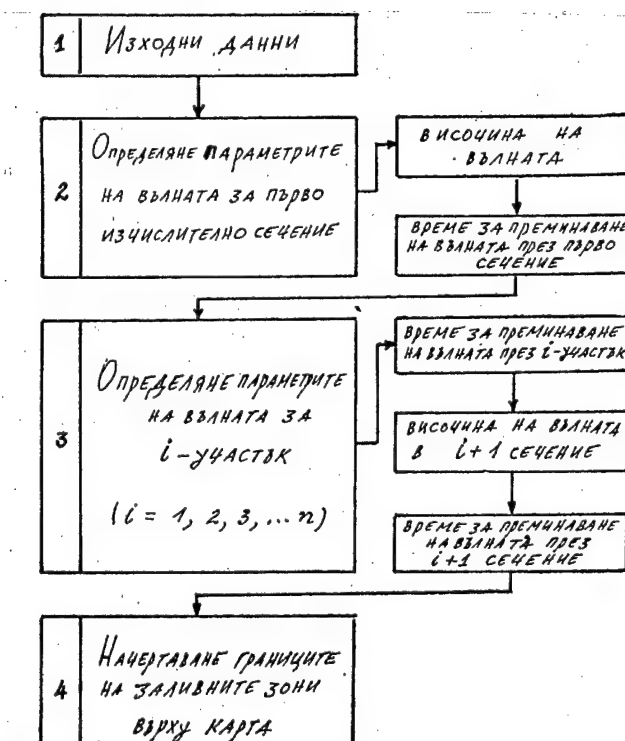 1 Изходни данни
2 Определяне параметрите
на вълната за първо
изчислително сечение
височина на
вълната
време за преминаване
на вълната през първо
сечение
3 Определяне параметрите
на вълната за
i-участък
(i = 1, 2, 3, ... n)
време за преминаване
на вълната през i-участък
височина на вълната
в i+1 сечение
време за преминаване
на вълната през
i+1 сечение
4 Начертаване границите
на заливните зони
върху карта